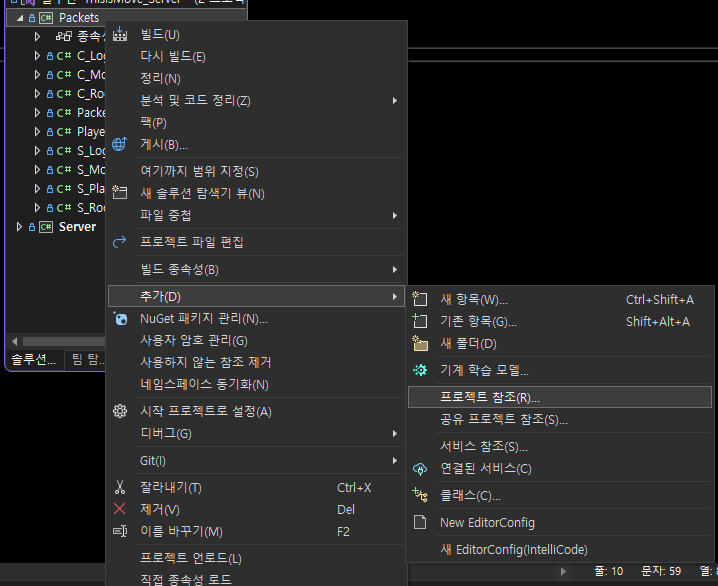 ThisIsMove_Server
Packets
종속성
C_Log
C_Mo
C_Roo
Packe
Player
S_Log
S_Mo
S_Pla
S_Roo
Server
솔루션...
팀 탐...
빌드(U)
다시 빌드(E)
정리(N)
분석 및 코드 정리(Z)
팩(P)
게시(B)...
여기까지 범위 지정(S)
새 솔루션 탐색기 뷰(N)
파일 중첩
프로젝트 파일 편집
빌드 종속성(B)
추가(D)
NuGet 패키지 관리(N)...
사용자 암호 관리(G)
사용하지 않는 참조 제거
네임스페이스 동기화(N)
시작 프로젝트로 설정(A)
디버그(G)
Git(I)
잘라내기(T) Ctrl+X
제거(V) Del
이름 바꾸기(M) F2
프로젝트 언로드(L)
직접 종속성 로드
새 항목(W)... Ctrl+Shift+A
기존 항목(G)... Shift+Alt+A
새 폴더(D)
기계 학습 모델...
프로젝트 참조(R)...
공유 프로젝트 참조(S)...
서비스 참조(S)...
연결된 서비스(C)
클래스(C)...
New EditorConfig
새 EditorConfig(IntelliCode)
줄: 10 문자: 59 열: